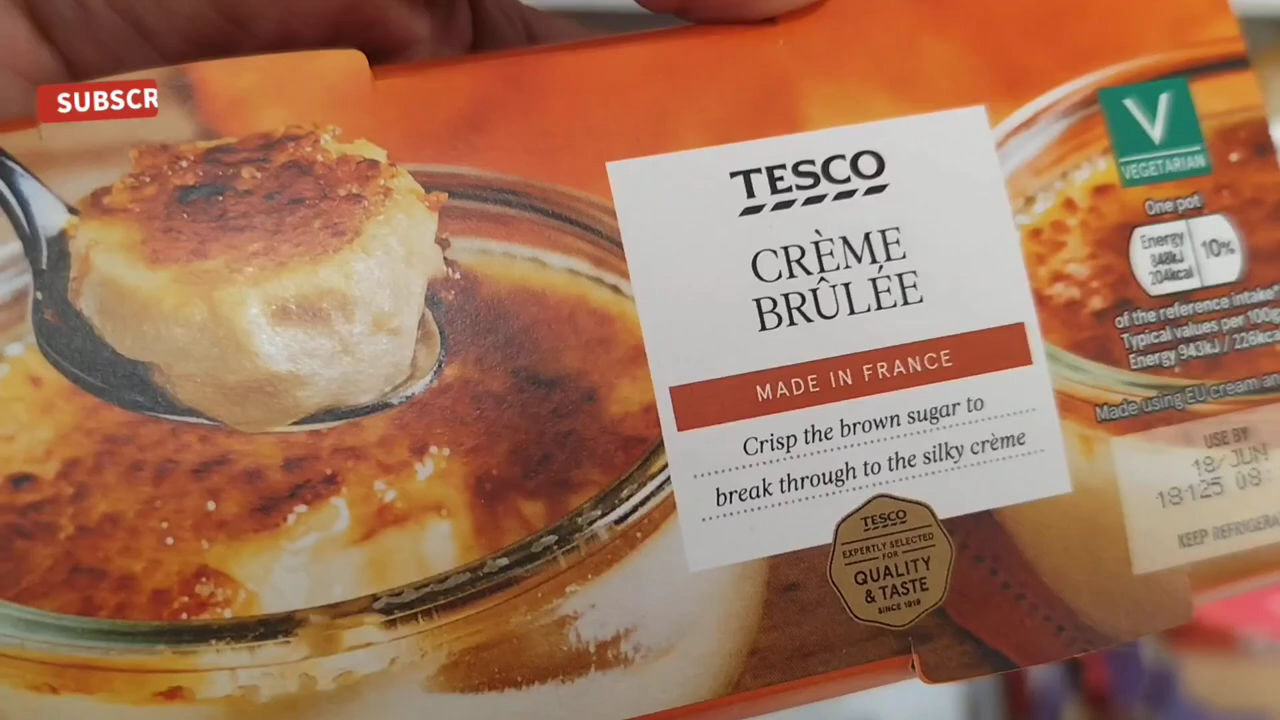 SUBSCR
TESCO
CRÈME
BRÛLÉE
MADE IN FRANCE
Crisp the brown sugar to
break through to the silky crème
TESCO
EXPERTLY SELECTED
FOR
QUALITY
& TASTE
SINCE 1919
V
VEGETARIAN
One pot
Energy
848kJ
204kcal
10%
of the reference intake*
Typical values per 100g
Energy 943kJ / 226kca
Made using EU cream an
USE BY
18/JUN
18125 08:
KEEP REFRIGERA